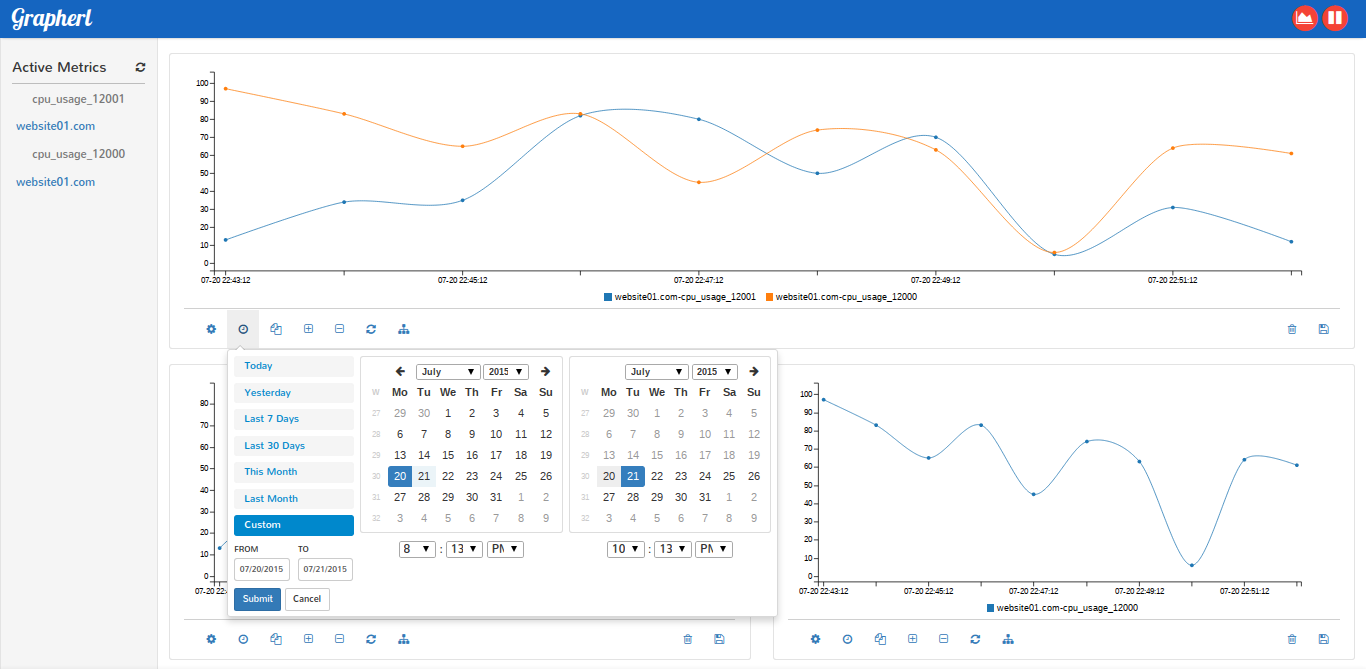 Grapherl
Active Metrics
cpu_usage_12001
website01.com
cpu_usage_12000
website01.com
100
90
80
70
60
50
40
30
20
10
0
07-20 22:43:12 07-20 22:45:12 07-20 22:47:12 07-20 22:49:12 07-20 22:51:12
website01.com-cpu_usage_12001 website01.com-cpu_usage_12000
Today
Yesterday
Last 7 Days
Last 30 Days
This Month
Last Month
Custom
FROM TO
07/20/2015 07/21/2015
Submit Cancel
July 2015
W Mo Tu We Th Fr Sa Su
27 29 30 1 2 3 4 5
28 6 7 8 9 10 11 12
29 13 14 15 16 17 18 19
30 20 21 22 23 24 25 26
31 27 28 29 30 31 1 2
32 3 4 5 6 7 8 9
8 : 13 PM
July 2015
W Mo Tu We Th Fr Sa Su
27 29 30 1 2 3 4 5
28 6 7 8 9 10 11 12
29 13 14 15 16 17 18 19
30 20 21 22 23 24 25 26
31 27 28 29 30 31 1 2
32 3 4 5 6 7 8 9
10 : 13 PM
80
70
60
50
40
30
20
10
0
07-20 22:
100
90
80
70
60
50
40
30
20
10
0
07-20 22:43:12 07-20 22:45:12 07-20 22:47:12 07-20 22:49:12 07-20 22:51:12
website01.com-cpu_usage_12000